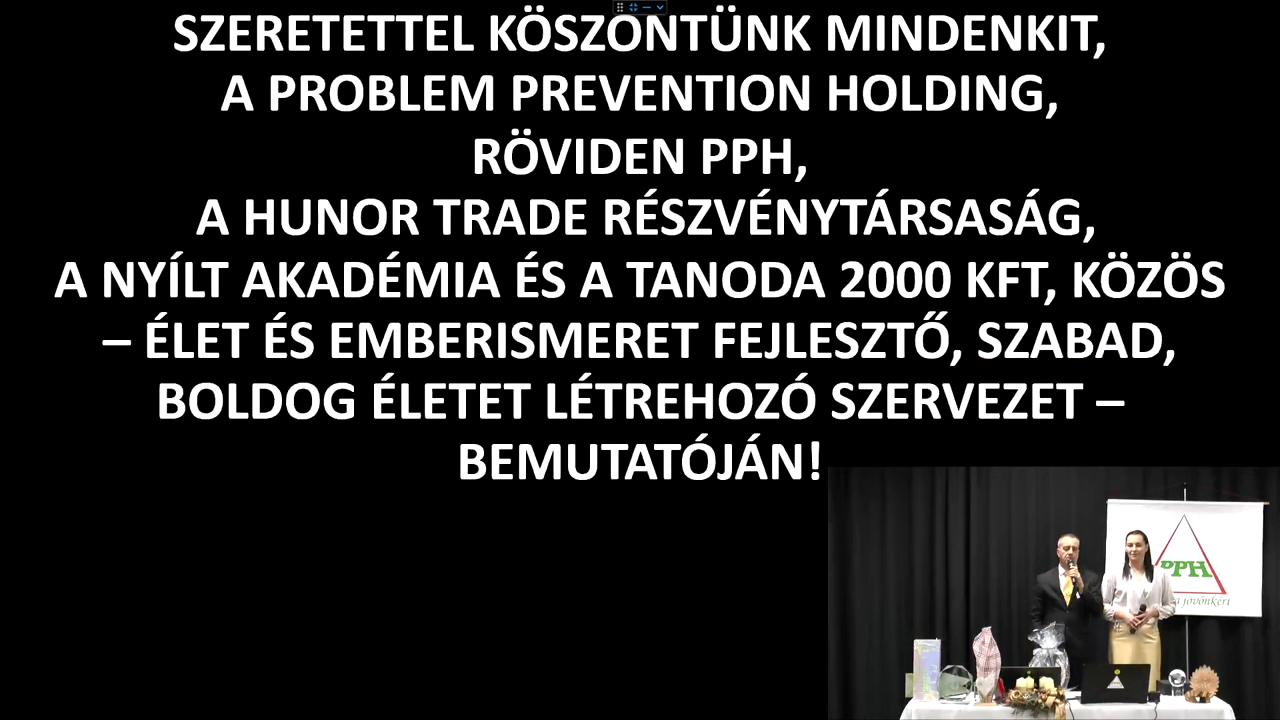 SZERETETTEL KÖSZÖNTÜNK MINDENKIT,
A PROBLEM PREVENTION HOLDING,
RÖVIDEN PPH,
A HUNOR TRADE RÉSZVÉNYTÁRSASÁG,
A NYÍLT AKADÉMIA ÉS A TANODA 2000 KFT, KÖZÖS
– ÉLET ÉS EMBERISMERET FEJLESZTŐ, SZABAD,
BOLDOG ÉLETET LÉTREHOZÓ SZERVEZET –
BEMUTATÓJÁN!
PPH
a jövőnkért